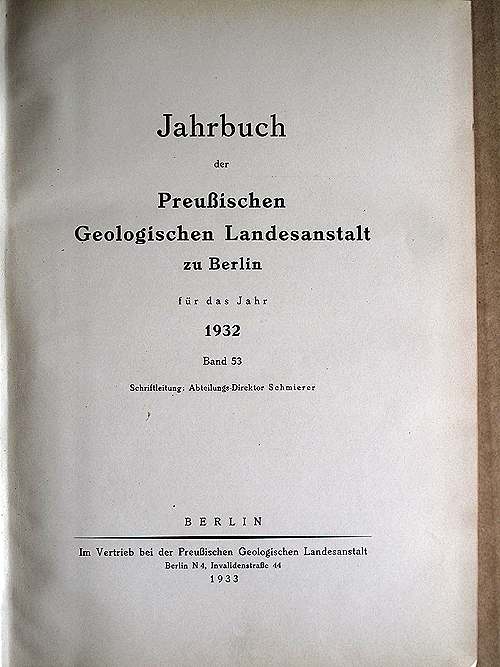 Jahrbuch
der
Preußischen
Geologischen Landesanstalt
zu Berlin
für das Jahr
1932
Band 53
Schriftleitung: Abteilungs-Direktor Schmierer
BERLIN
Im Vertrieb bei der Preußischen Geologischen Landesanstalt
Berlin N 4, Invalidenstraße 44
1933